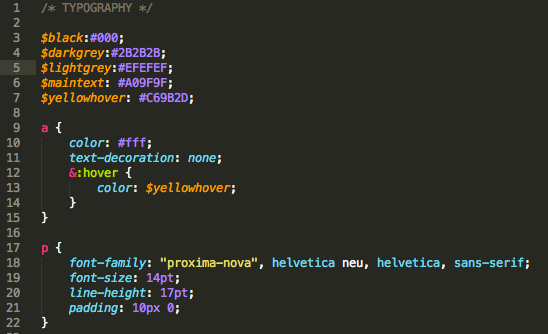 1 /* TYPOGRAPHY */
2
3 $black:#000;
4 $darkgrey:#2B2B2B;
5 $lightgrey:#EFEFEF;
6 $maintext: #A09F9F;
7 $yellowhover: #C69B2D;
8
9 a {
10 color: #fff;
11 text-decoration: none;
12 &:hover {
13 color: $yellowhover;
14 }
15 }
16
17 p {
18 font-family: "proxima-nova", helvetica neu, helvetica, sans-serif;
19 font-size: 14pt;
20 line-height: 17pt;
21 padding: 10px 0;
22 }